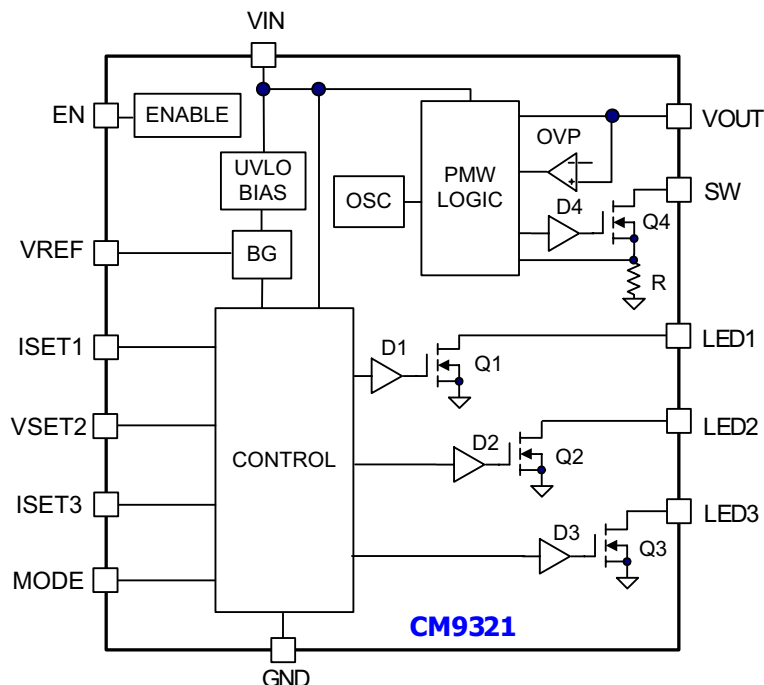 VIN
EN
ENABLE
OVP
VOUT
UVLO
BIAS
PMW
LOGIC
OSC
D4
SW
Q4
VREF
BG
R
ISET1
D1
Q1
LED1
VSET2
CONTROL
D2
Q2
LED2
ISET3
D3
Q3
LED3
MODE
CM9321
GND